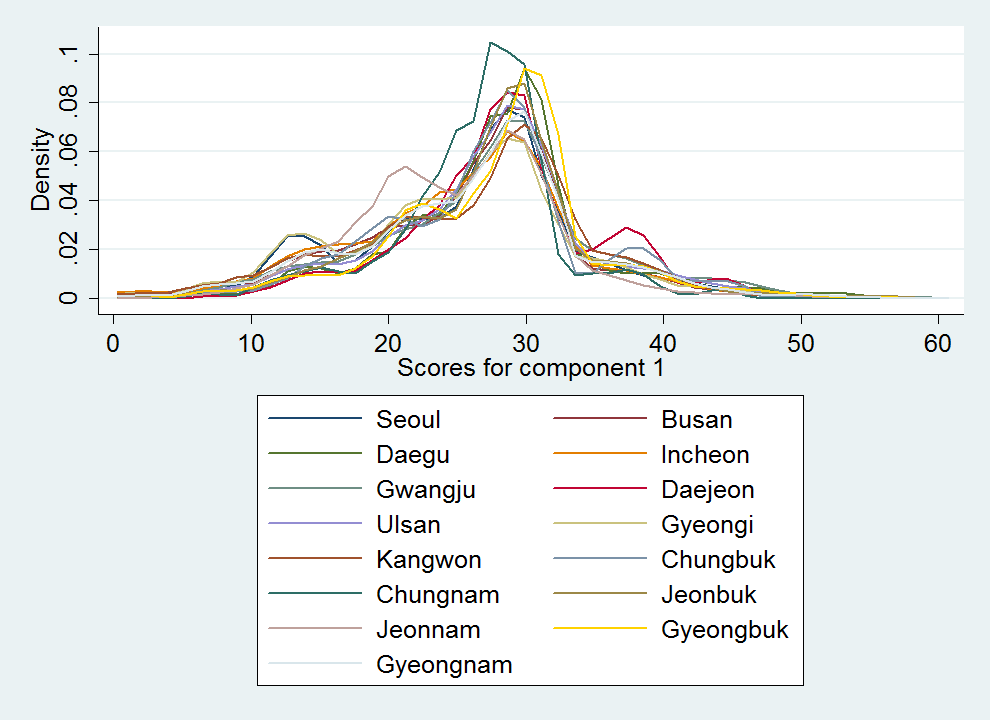 Density
0 .02 .04 .06 .08 .1
0 10 20 30 40 50 60
Scores for component 1
Seoul Busan
Daegu Incheon
Gwangju Daejeon
Ulsan Gyeongi
Kangwon Chungbuk
Chungnam Jeonbuk
Jeonnam Gyeongbuk
Gyeongnam